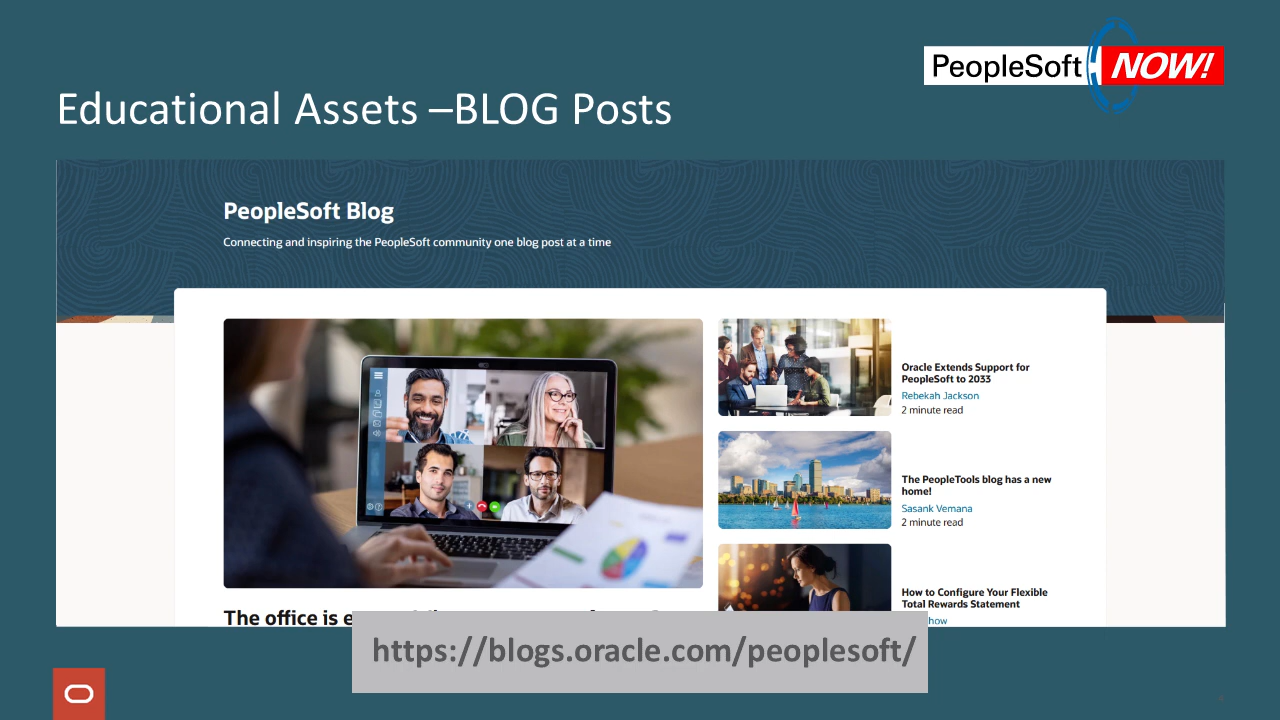 PeopleSoft NOW!
Educational Assets –BLOG Posts
PeopleSoft Blog
Connecting and inspiring the PeopleSoft community one blog post at a time
Oracle Extends Support for
PeopleSoft to 2033
Rebekah Jackson
2 minute read
The PeopleTools blog has a new
home!
Sasank Vemana
2 minute read
How to Configure Your Flexible
Total Rewards Statement
The office is
https://blogs.oracle.com/peoplesoft/